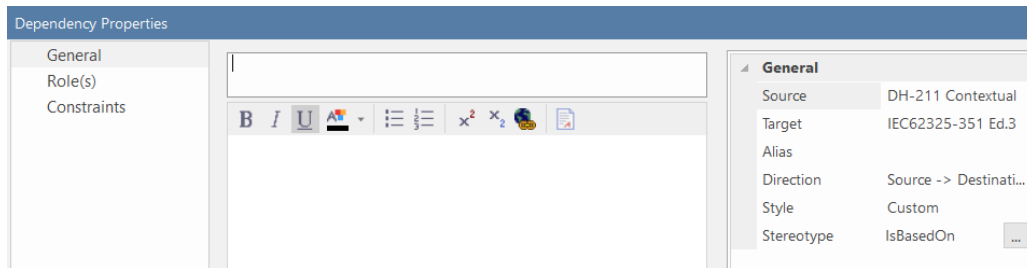 Dependency Properties
General
Role(s)
Constraints
B I U A
x² x₂
General
Source DH-211 Contextual
Target IEC62325-351 Ed.3
Alias
Direction Source -> Destinati...
Style Custom
Stereotype IsBasedOn ...